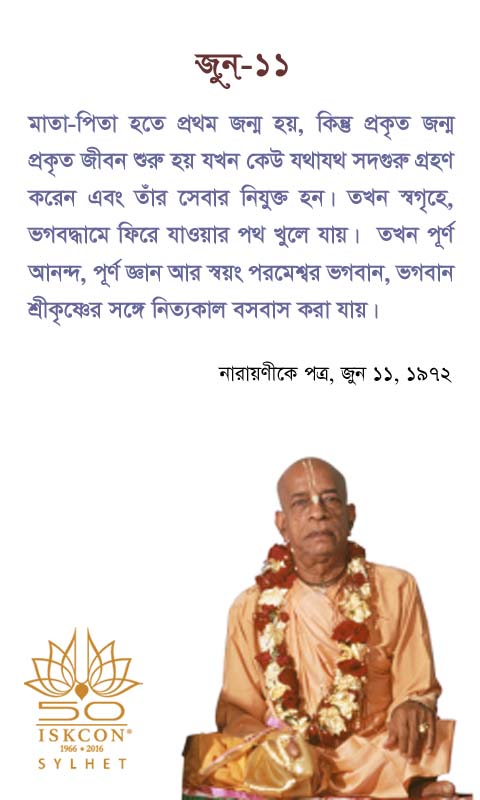 জুন-১১
মাতা-পিতা হতে প্রথম জন্ম হয়, কিন্তু প্রকৃত জন্ম
প্রকৃত জীবন শুরু হয় যখন কেউ যথাযথ সদগুরু গ্রহণ
করেন এবং তাঁর সেবার নিযুক্ত হন। তখন স্বগৃহে,
ভগবদ্ধামে ফিরে যাওয়ার পথ খুলে যায়। তখন পূর্ণ
আনন্দ, পূর্ণ জ্ঞান আর স্বয়ং পরমেশ্বর ভগবান, ভগবান
শ্রীকৃষ্ণের সঙ্গে নিত্যকাল বসবাস করা যায়।
নারায়ণীকে পত্র, জুন ১১, ১৯৭২
50
ISKCON®
1966 • 2016
SYLHET